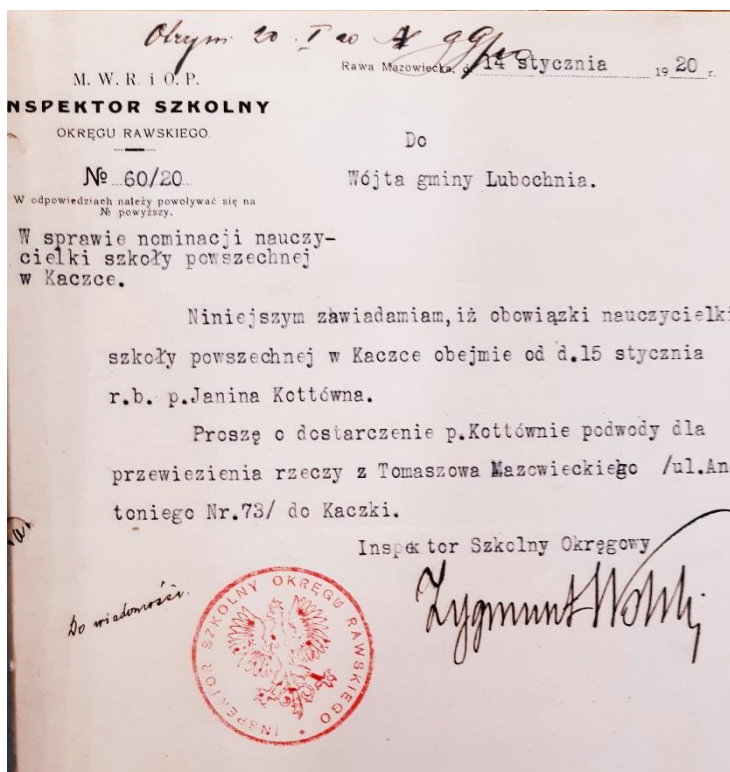 Otrzym. 20. I 20 № 99/20
Rawa Mazowiecka, d. 14 stycznia 1920 r.
M. W. R. i O. P.
INSPEKTOR SZKOLNY
OKRĘGU RAWSKIEGO.
№ 60/20
W odpowiedziach należy powoływać się na
№ powyższy.
Do
Wójta gminy Lubochnia.
W sprawie nominacji nauczy-
cielki szkoły powszechnej
w Kaczce.
Niniejszym zawiadamiam,iż obowiązki nauczycielki
szkoły powszechnej w Kaczce obejmie od d.15 stycznia
r.b. p.Janina Kottówna.
Proszę o dostarczenie p.Kottównie podwody dla
przewiezienia rzeczy z Tomaszowa Mazowieckiego /ul.An
toniego Nr.73/ do Kaczki.
Inspektor Szkolny Okręgowy
Zygmunt
Do wiadomości.
INSPEKTOR SZKOLNY OKRĘGU RAWSKIEGO